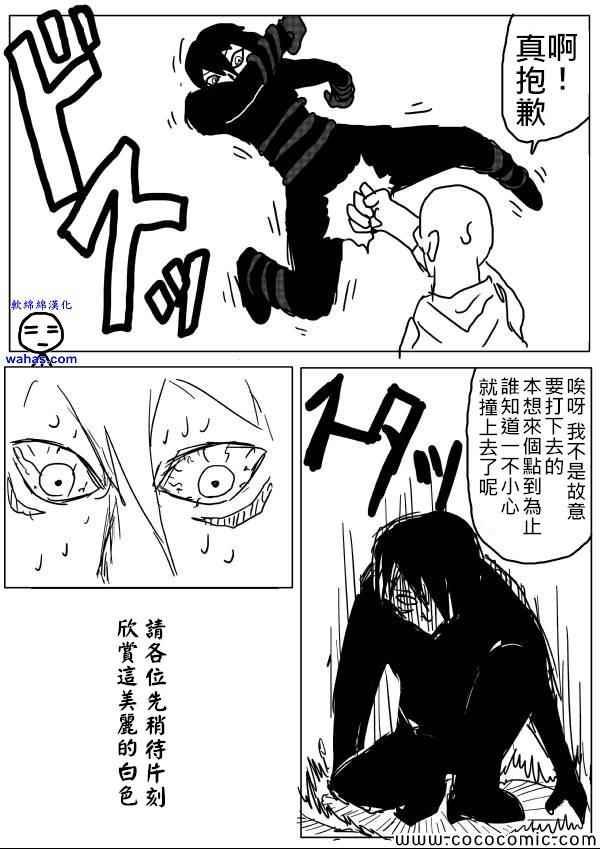 啊！
真抱歉
ドスッ
軟綿綿漢化
wahas.com
唉呀 我不是故意
要打下去的
本想來個點到為止
誰知道一不小心
就撞上去了呢
スタッ
請各位先稍待片刻
欣賞這美麗的白色
www.cococomic.com